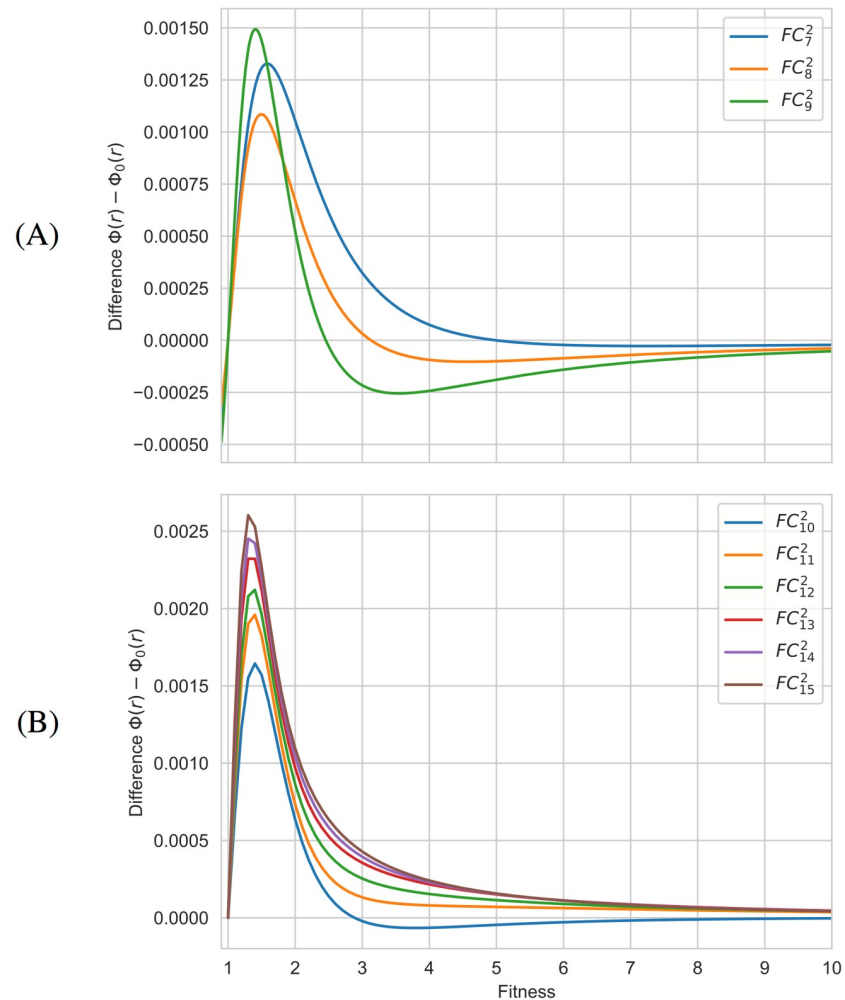 (A)
Difference Φ(r) − Φ₀(r)
0.00150
0.00125
0.00100
0.00075
0.00050
0.00025
0.00000
−0.00025
−0.00050
FC²₇
FC²₈
FC²₉
(B)
Difference Φ(r) − Φ₀(r)
0.0025
0.0020
0.0015
0.0010
0.0005
0.0000
FC²₁₀
FC²₁₁
FC²₁₂
FC²₁₃
FC²₁₄
FC²₁₅
1 2 3 4 5 6 7 8 9 10
Fitness